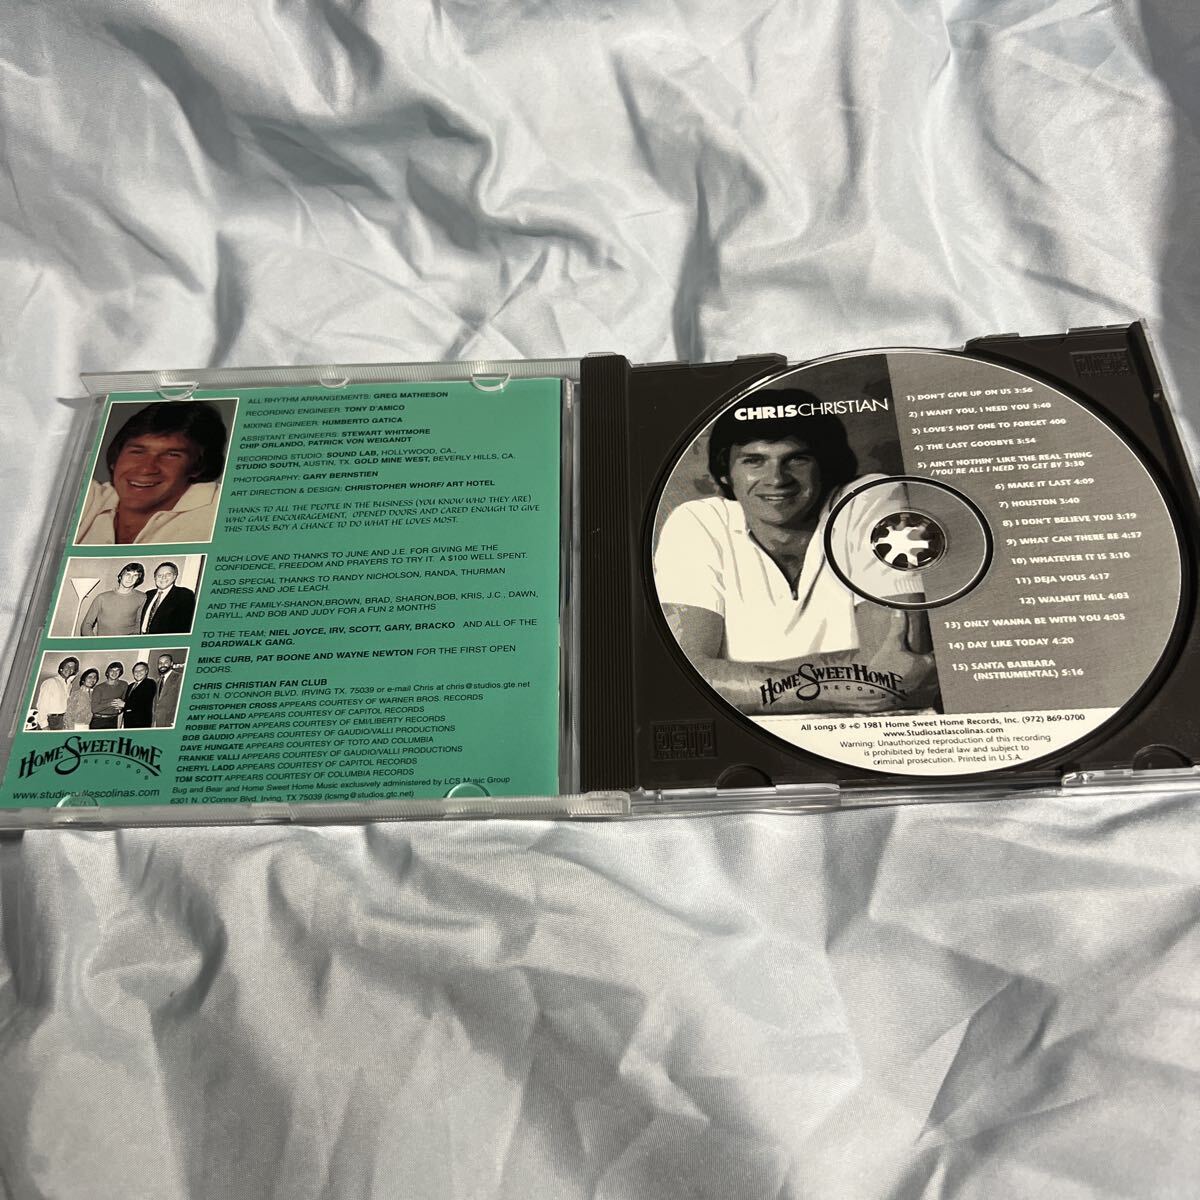 ALL RHYTHM ARRANGEMENTS: GREG MATHIESON
RECORDING ENGINEER: TONY D'AMICO
MIXING ENGINEER: HUMBERTO GATICA
ASSISTANT ENGINEERS: STEWART WHITMORE
CHIP ORLANDO, PATRICK VON WEIGANDT
RECORDING STUDIO: SOUND LAB, HOLLYWOOD, CA.,
STUDIO SOUTH, AUSTIN, TX. GOLD MINE WEST, BEVERLY HILLS, CA.
PHOTOGRAPHY: GARY BERNSTIEN
ART DIRECTION & DESIGN: CHRISTOPHER WHORF/ ART HOTEL
THANKS TO ALL THE PEOPLE IN THE BUSINESS (YOU KNOW WHO THEY ARE)
WHO GAVE ENCOURAGEMENT, OPENED DOORS AND CARED ENOUGH TO GIVE
THIS TEXAS BOY A CHANCE TO DO WHAT HE LOVES MOST.
MUCH LOVE AND THANKS TO JUNE AND J.E. FOR GIVING ME THE
CONFIDENCE, FREEDOM AND PRAYERS TO TRY IT. A $100 WELL SPENT.
ALSO SPECIAL THANKS TO RANDY NICHOLSON, RANDA, THURMAN
ANDRESS AND JOE LEACH.
AND THE FAMILY-SHANON,BROWN, BRAD, SHARON,BOB, KRIS, J.C., DAWN,
DARYLL, AND BOB AND JUDY FOR A FUN 2 MONTHS
TO THE TEAM; NIEL JOYCE, IRV, SCOTT, GARY, BRACKO AND ALL OF THE
BOARDWALK GANG.
MIKE CURB, PAT BOONE AND WAYNE NEWTON FOR THE FIRST OPEN
DOORS.
CHRIS CHRISTIAN FAN CLUB
6301 N. O'CONNOR BLVD. IRVING TX. 75039 or e-mail Chris at chris@studios.gte.net
CHRISTOPHER CROSS APPEARS COURTESY OF WARNER BROS. RECORDS
AMY HOLLAND APPEARS COURTESY OF CAPITOL RECORDS
ROBBIE PATTON APPEARS COURTESY OF EMI/LIBERTY RECORDS
BOB GAUDIO APPEARS COURTESY OF GAUDIO/VALLI PRODUCTIONS
DAVE HUNGATE APPEARS COURTESY OF TOTO AND COLUMBIA
FRANKIE VALLI APPEARS COURTESY OF GAUDIO/VALLI PRODUCTIONS
CHERYL LADD APPEARS COURTESY OF CAPITOL RECORDS
TOM SCOTT APPEARS COURTESY OF COLUMBIA RECORDS
Bug and Bear and Home Sweet Home Music exclusively administered by LCS Music Group
6301 N. O'Connor Blvd. Irving, TX 75039 (lcsmg@studios.gtc.net)
HOME SWEET HOME
RECORDS
www.studiosatlascolinas.com
CHRISCHRISTIAN
1) DON'T GIVE UP ON US 3:56
2) I WANT YOU, I NEED YOU 3:40
3) LOVE'S NOT ONE TO FORGET 400
4) THE LAST GOODBYE 3:54
5) AIN'T NOTHIN' LIKE THE REAL THING
/YOU'RE ALL I NEED TO GET BY 3:30
6) MAKE IT LAST 4:09
7) HOUSTON 3:40
8) I DON'T BELIEVE YOU 3:19
9) WHAT CAN THERE BE 4:57
10) WHATEVER IT IS 3:10
11) DEJA VOUS 4:17
12) WALNUT HILL 4:03
13) ONLY WANNA BE WITH YOU 4:05
14) DAY LIKE TODAY 4:20
15) SANTA BARBARA
(INSTRUMENTAL) 5:16
HOME SWEET HOME
RECORDS
All songs ℗ +© 1981 Home Sweet Home Records, Inc. (972) 869-0700
www.Studiosatlascolinas.com
Warning: Unauthorized reproduction of this recording
is prohibited by federal law and subject to
criminal prosecution. Printed in U.S.A.